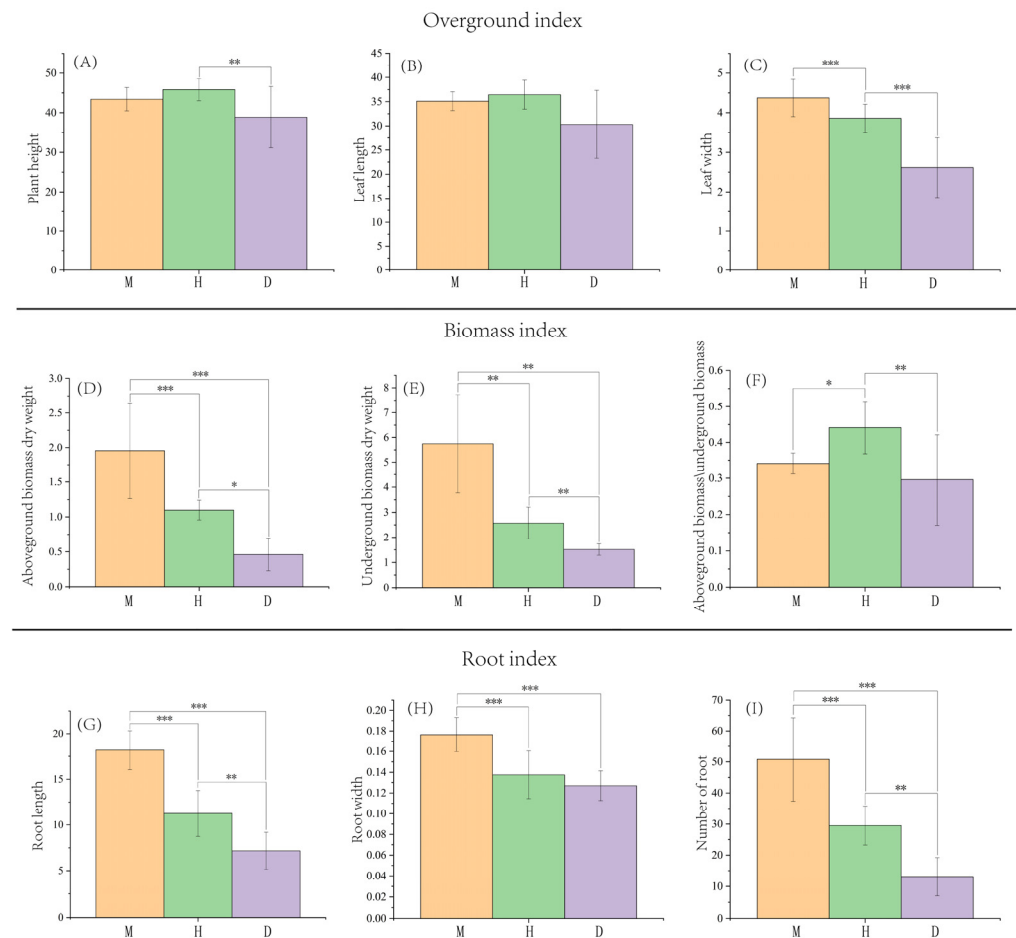 Overground index
(A)
**
Plant height
50
40
30
20
10
0
M H D
(B)
Leaf length
45
40
35
30
25
20
15
10
5
0
M H D
(C)
***
***
Leaf width
6
5
4
3
2
1
0
M H D
Biomass index
(D)
***
***
*
Aboveground biomass dry weight
3.0
2.5
2.0
1.5
1.0
0.5
0.0
M H D
(E)
**
**
**
Underground biomass dry weight
8
7
6
5
4
3
2
1
0
M H D
(F)
*
**
Aboveground biomass\underground biomass
0.6
0.5
0.4
0.3
0.2
0.1
0.0
M H D
Root index
(G)
***
***
**
Root length
20
15
10
5
0
M H D
(H)
***
***
Root width
0.20
0.18
0.16
0.14
0.12
0.10
0.08
0.06
0.04
0.02
0.00
M H D
(I)
***
***
**
Number of root
70
60
50
40
30
20
10
0
M H D